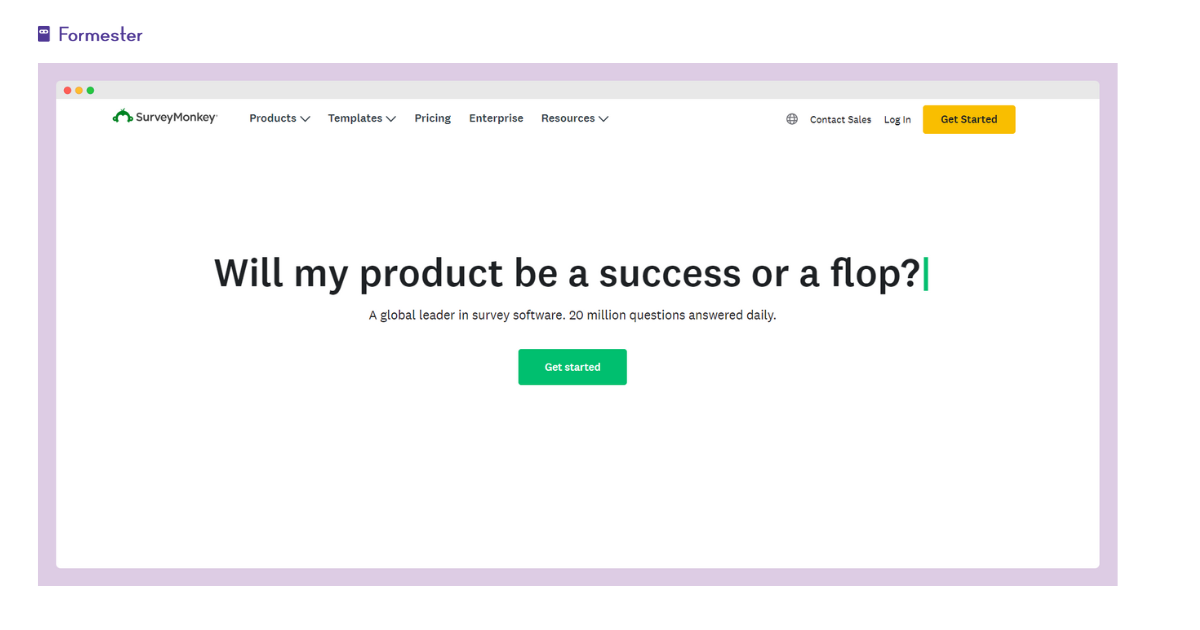 Formester
SurveyMonkey
Products Templates Pricing Enterprise Resources
Contact Sales Log In Get Started
Will my product be a success or a flop?
A global leader in survey software. 20 million questions answered daily.
Get started